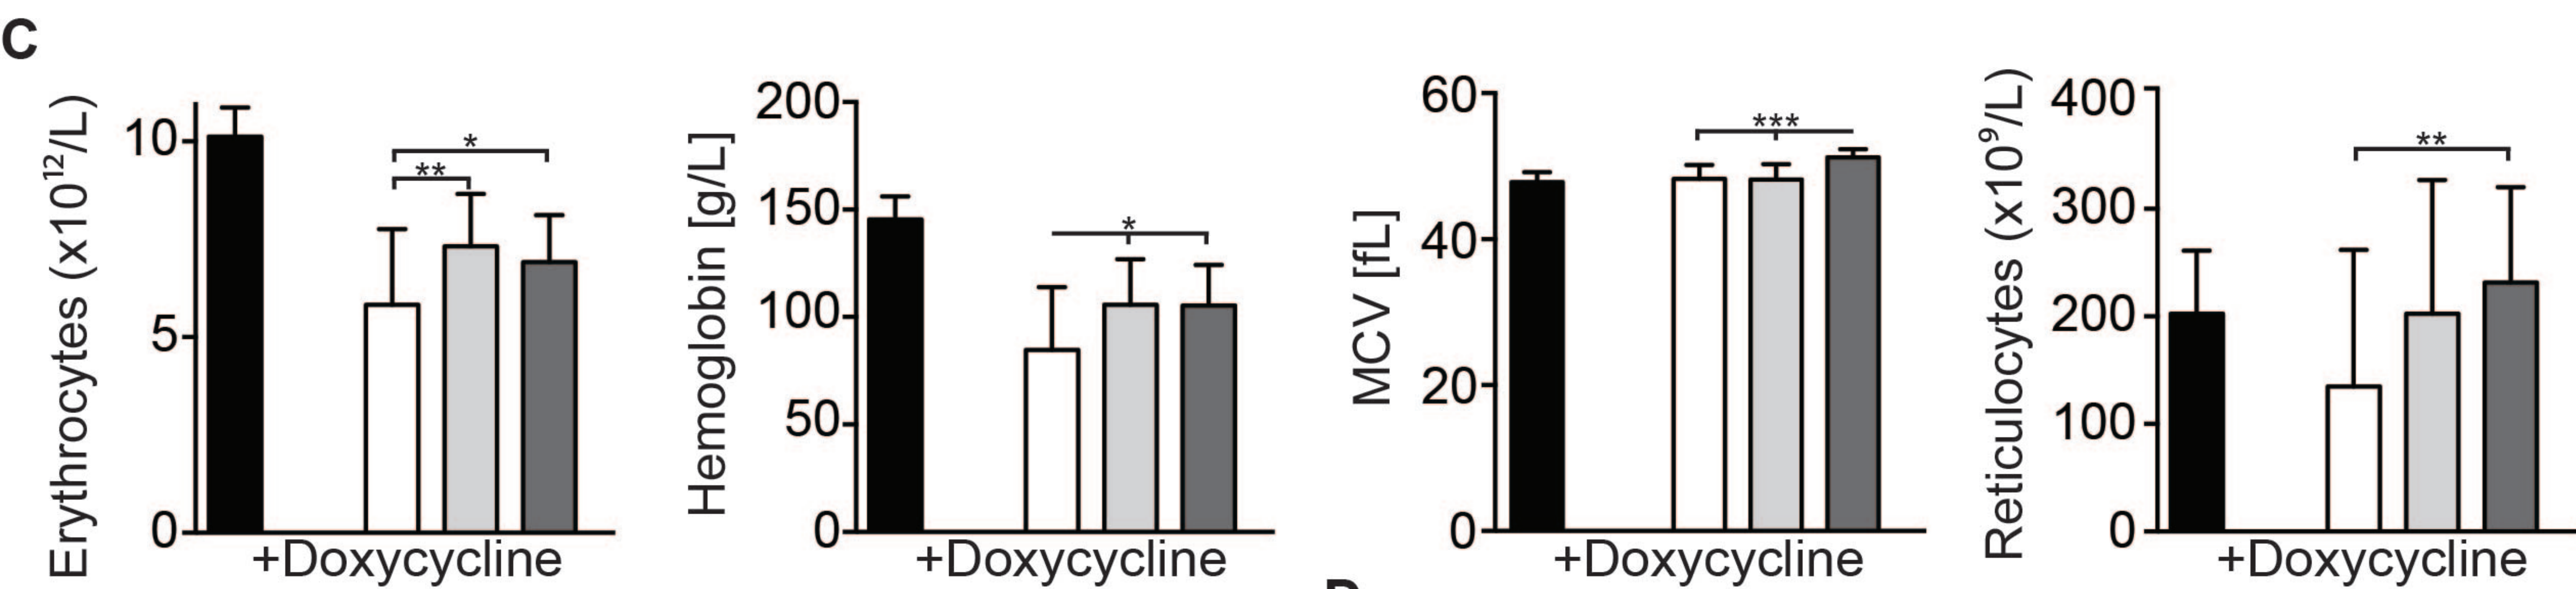 C
Erythrocytes (x10¹²/L)
10
5
0
*
**
+Doxycycline
Hemoglobin [g/L]
200
150
100
50
0
*
+Doxycycline
MCV [fL]
60
40
20
0
***
+Doxycycline
Reticulocytes (x10⁹/L)
400
300
200
100
0
**
+Doxycycline